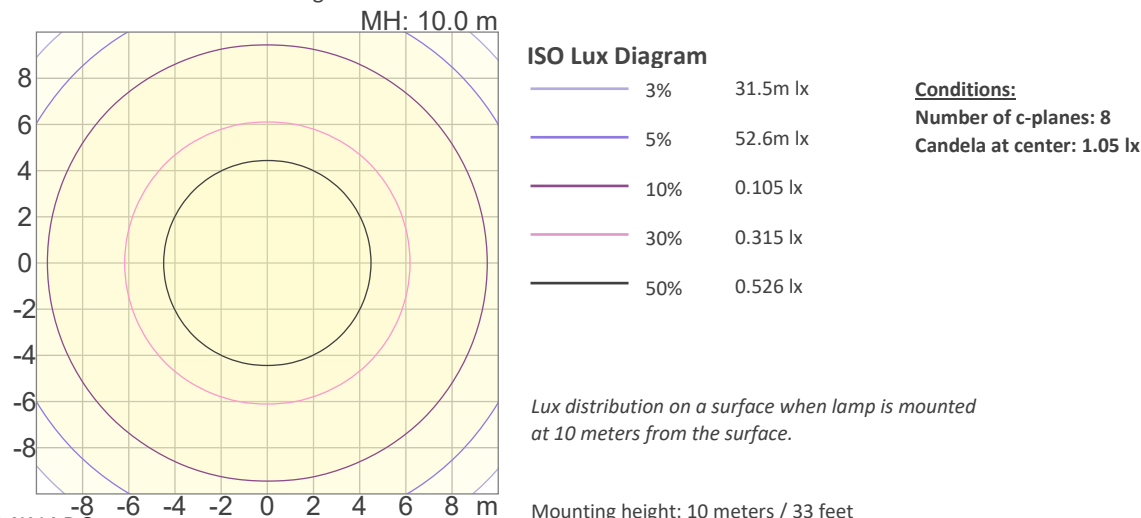 MH: 10.0 m
8
6
4
2
0
-2
-4
-6
-8
-8 -6 -4 -2 0 2 4 6 8 m
ISO Lux Diagram
3% 31.5m lx
5% 52.6m lx
10% 0.105 lx
30% 0.315 lx
50% 0.526 lx
Conditions:
Number of c-planes: 8
Candela at center: 1.05 lx
Lux distribution on a surface when lamp is mounted
at 10 meters from the surface.
Mounting height: 10 meters / 33 feet